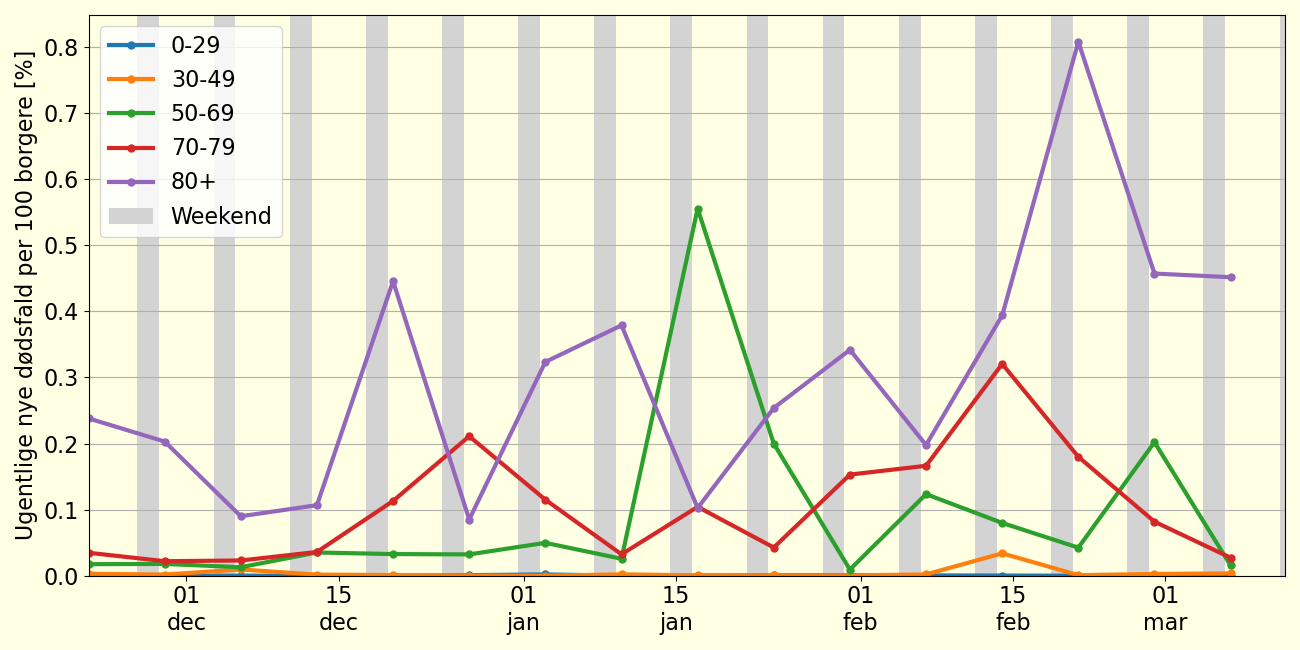 Ugentlige nye dødsfald per 100 borgere [%]
0.8
0.7
0.6
0.5
0.4
0.3
0.2
0.1
0.0
0-29
30-49
50-69
70-79
80+
Weekend
01 dec
15 dec
01 jan
15 jan
01 feb
15 feb
01 mar